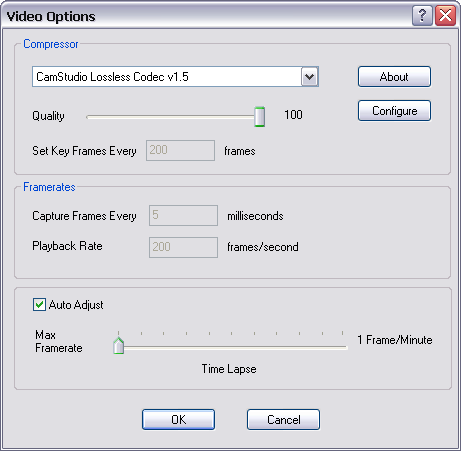 Video Options
Compressor
CamStudio Lossless Codec v1.5
About
Quality 100
Configure
Set Key Frames Every 200 frames
Framerates
Capture Frames Every 5 milliseconds
Playback Rate 200 frames/second
Auto Adjust
Max Framerate 1 Frame/Minute
Time Lapse
OK Cancel